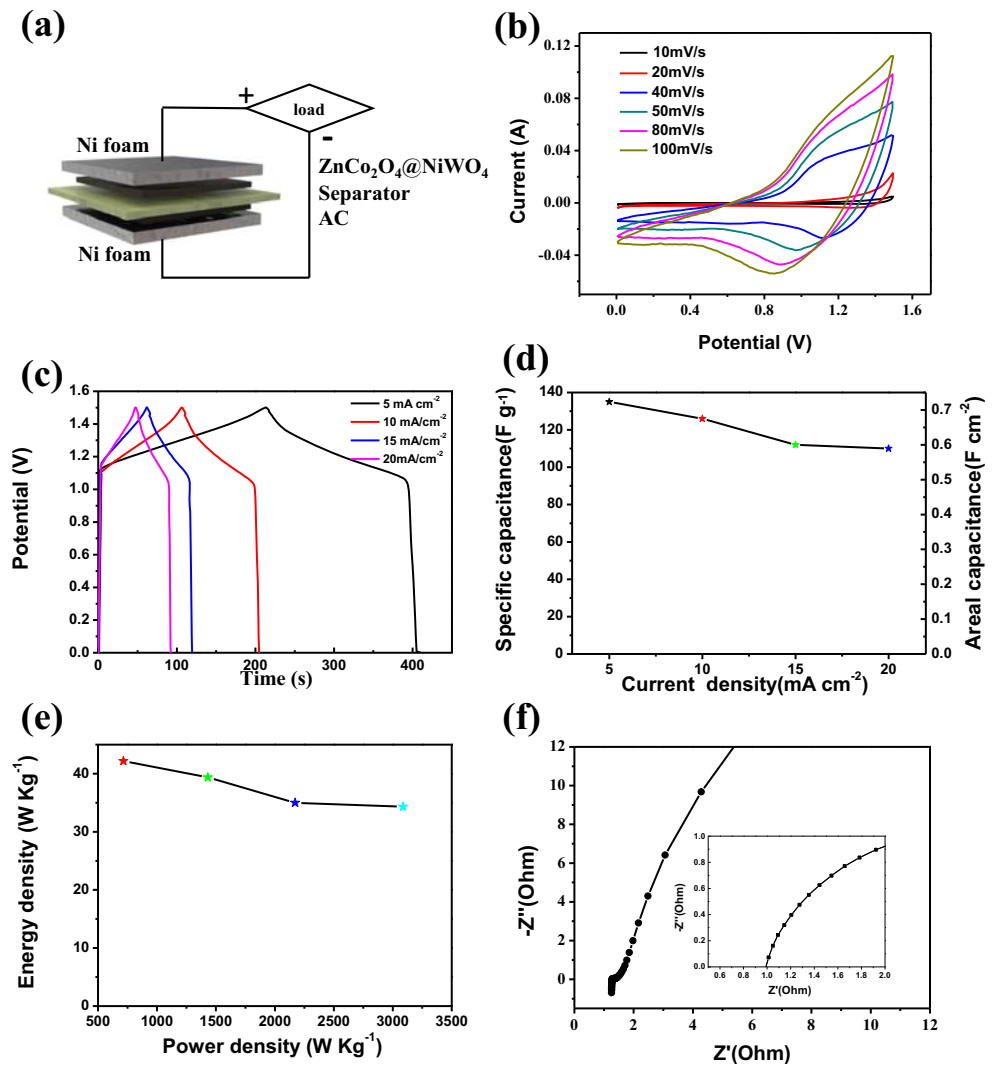 (a)
+
load
-
Ni foam
ZnCo₂O₄@NiWO₄
Separator
AC
Ni foam
(b)
0.12
0.08
0.04
0.00
-0.04
Current (A)
10mV/s
20mV/s
40mV/s
50mV/s
80mV/s
100mV/s
0.0 0.4 0.8 1.2 1.6
Potential (V)
(c)
1.6
1.4
1.2
1.0
0.8
0.6
0.4
0.2
0.0
Potential (V)
5 mA cm⁻²
10 mA/cm⁻²
15 mA/cm⁻²
20mA/cm⁻²
0 100 200 300 400
Time (s)
(d)
140
120
100
80
60
40
20
0
Specific capacitance(F g⁻¹)
0.7
0.6
0.5
0.4
0.3
0.2
0.1
0.0
Areal capacitance(F cm⁻²)
5 10 15 20
Current density(mA cm⁻²)
(e)
40
30
20
10
0
Energy density (W Kg⁻¹)
500 1000 1500 2000 2500 3000 3500
Power density (W Kg⁻¹)
(f)
12
10
8
6
4
2
0
-Z''(Ohm)
1.0
0.8
0.6
0.4
0.2
0.0
-Z''(Ohm)
0.6 0.8 1.0 1.2 1.4 1.6 1.8 2.0
Z'(Ohm)
0 2 4 6 8 10 12
Z'(Ohm)